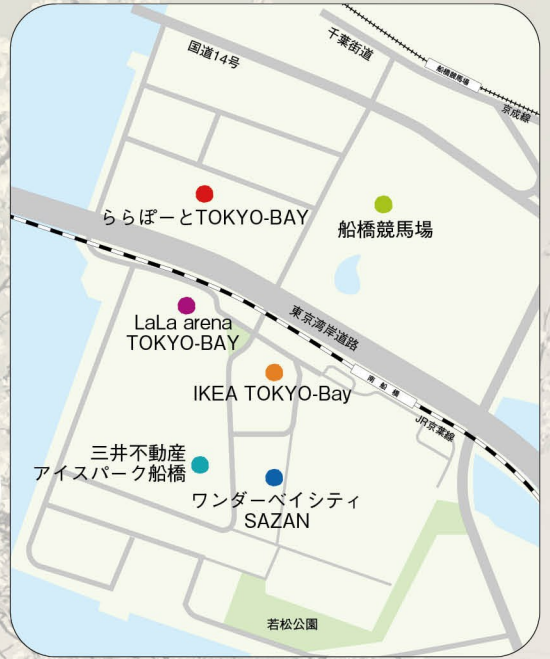 千葉街道
国道14号
船橋競馬場
京成線
ららぽーとTOKYO-BAY
船橋競馬場
LaLa arena
TOKYO-BAY
東京湾岸道路
IKEA TOKYO-Bay
南船橋
JR京葉線
三井不動産
アイスパーク船橋
ワンダーベイシティ
SAZAN
若松公園